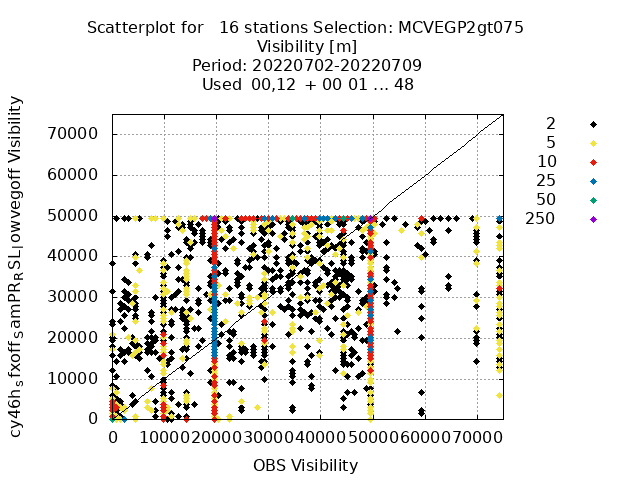 Scatterplot for 16 stations Selection: MCVEGP2gt075
Visibility [m]
Period: 20220702-20220709
Used 00,12 + 00 01 ... 48
cy46h_sfxoff_samPR_RSL_lowvegoff Visibility
70000
60000
50000
40000
30000
20000
10000
0
0 10000 20000 30000 40000 50000 60000 70000
OBS Visibility
2
5
10
25
50
250